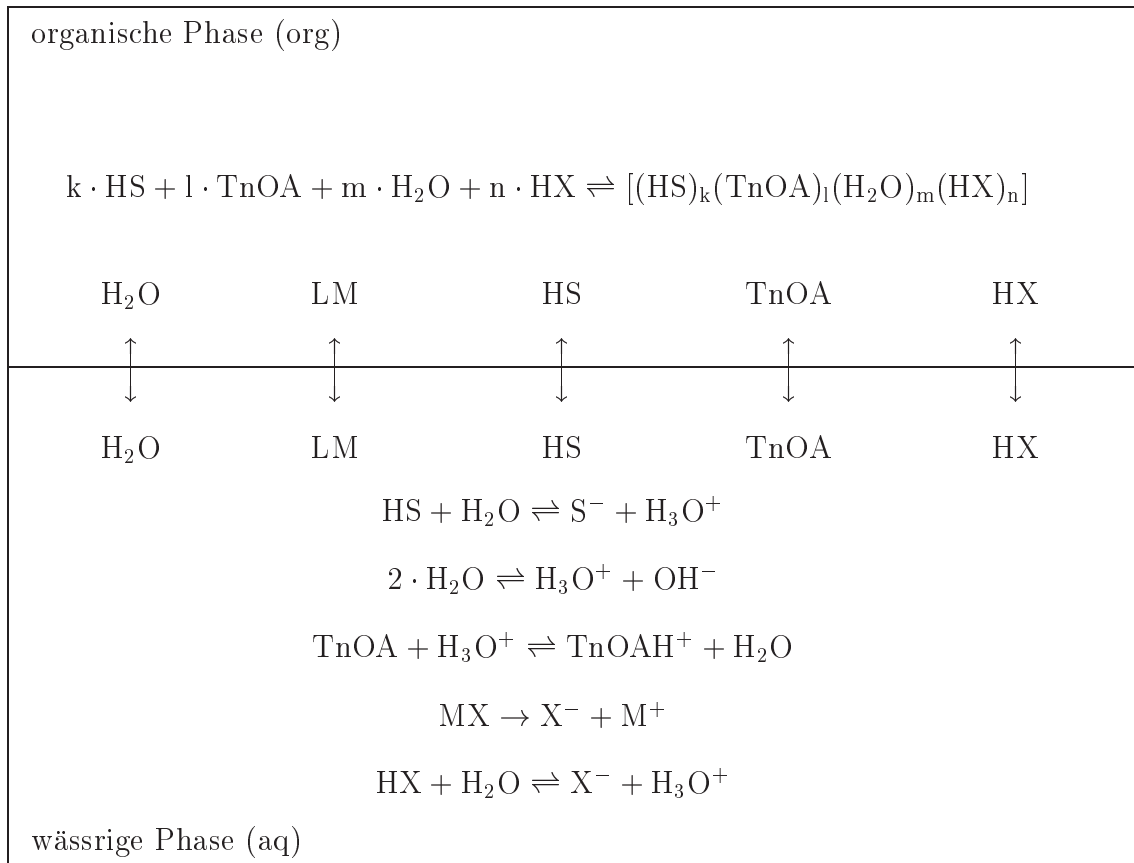 organische Phase (org)
k · HS + l · TnOA + m · H₂O + n · HX ⇌ [(HS)ₖ(TnOA)ₗ(H₂O)ₘ(HX)ₙ]
H₂O LM HS TnOA HX
H₂O LM HS TnOA HX
HS + H₂O ⇌ S⁻ + H₃O⁺
2 · H₂O ⇌ H₃O⁺ + OH⁻
TnOA + H₃O⁺ ⇌ TnOAH⁺ + H₂O
MX → X⁻ + M⁺
HX + H₂O ⇌ X⁻ + H₃O⁺
wässrige Phase (aq)